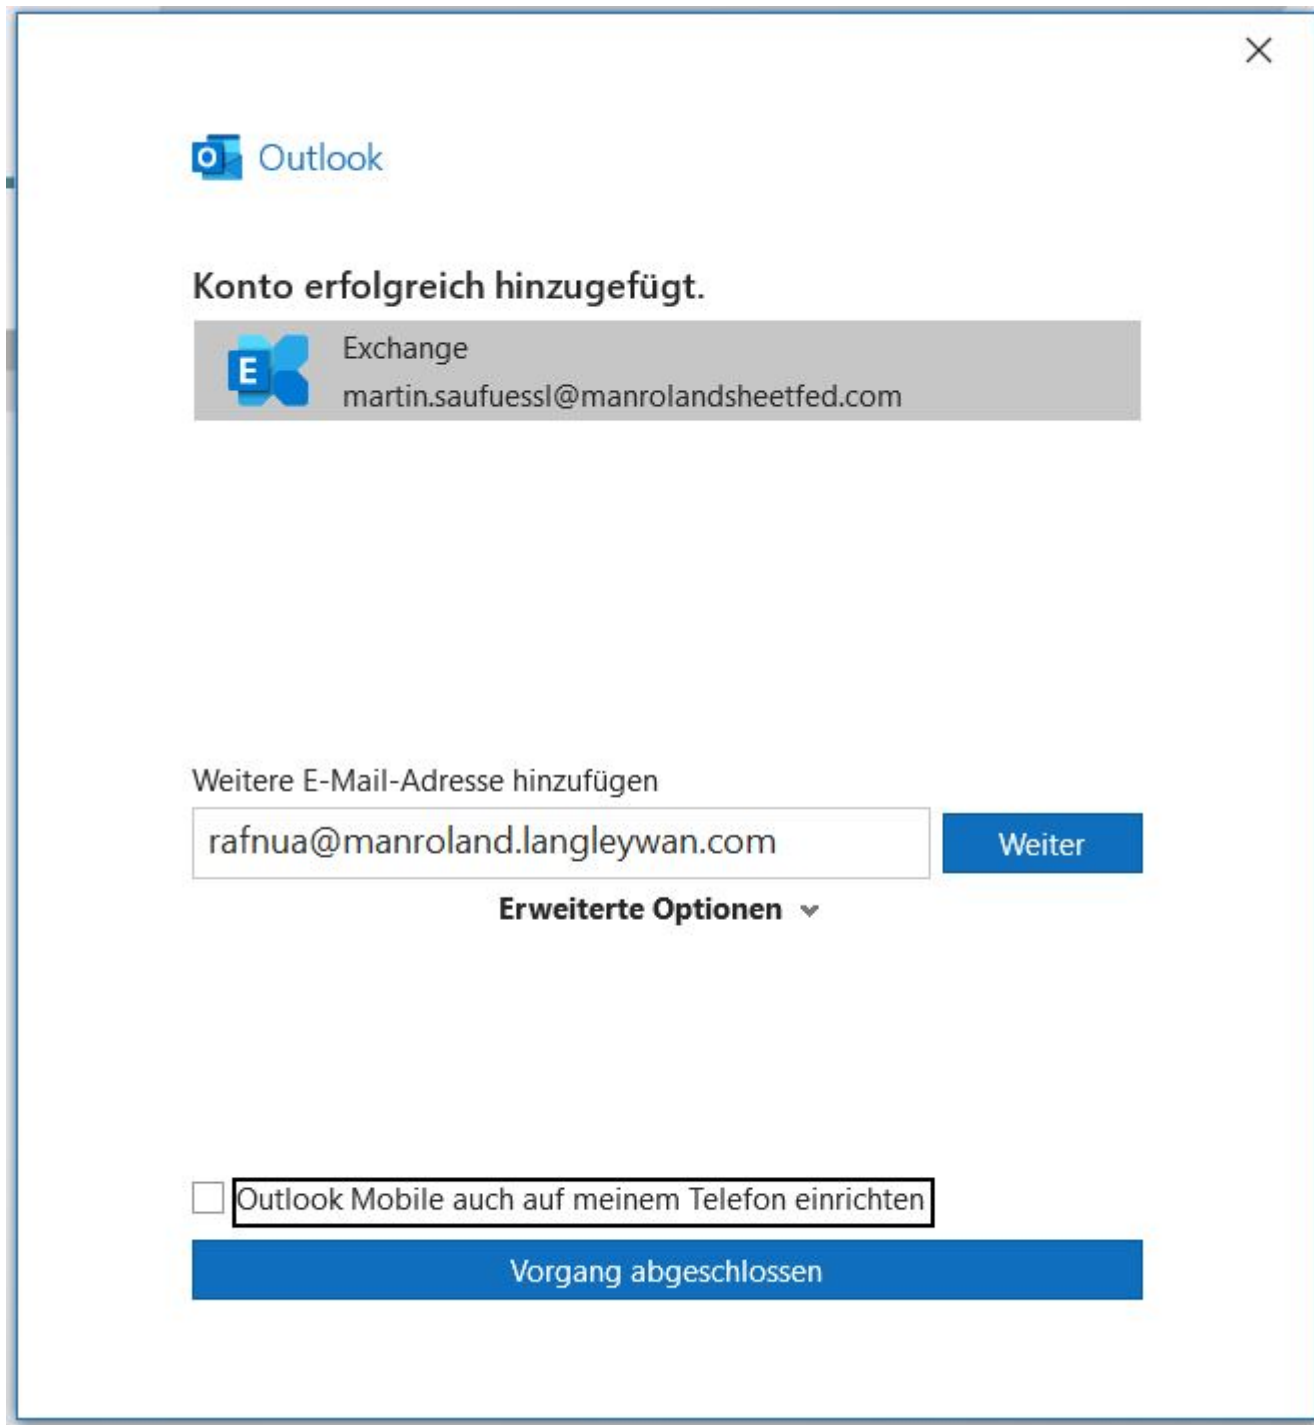 Outlook
Konto erfolgreich hinzugefügt.
Exchange
martin.saufuessl@manrolandsheetfed.com
Weitere E-Mail-Adresse hinzufügen
rafnua@manroland.langleywan.com
Weiter
Erweiterte Optionen
Outlook Mobile auch auf meinem Telefon einrichten
Vorgang abgeschlossen